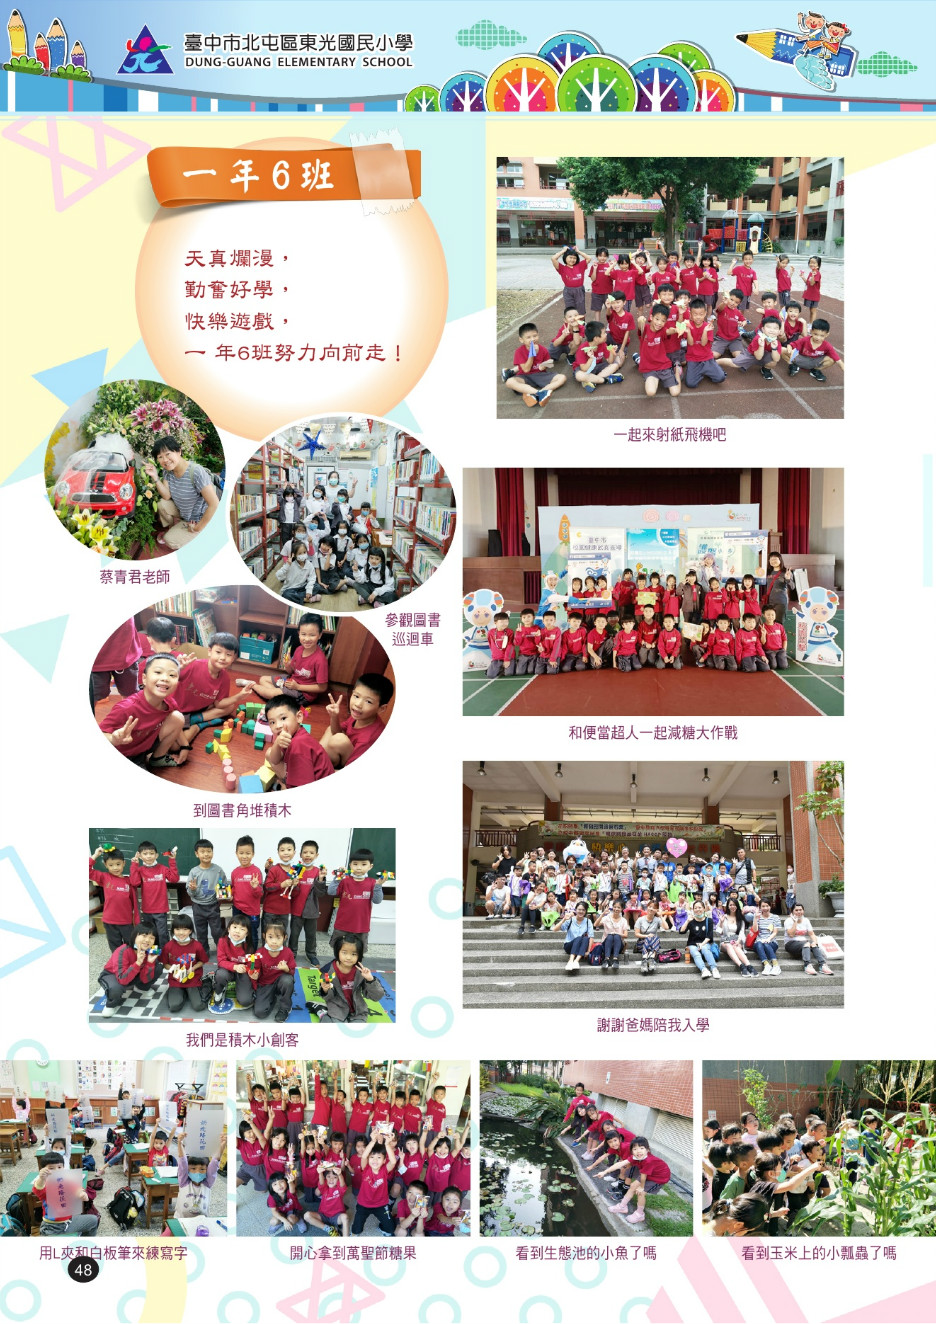 臺中市北屯區東光國民小學
DUNG-GUANG ELEMENTARY SCHOOL
一年6班
天真爛漫，
勤奮好學，
快樂遊戲，
一 年6班努力向前走！
一起來射紙飛機吧
蔡青君老師
參觀圖書
巡迴車
臺中市
和便當超人一起減糖大作戰
到圖書角堆積木
謝謝爸媽陪我入學
Target
我們是積木小創客
用L夾和白板筆來練寫字
開心拿到萬聖節糖果
看到生態池的小魚了嗎
看到玉米上的小瓢蟲了嗎
48